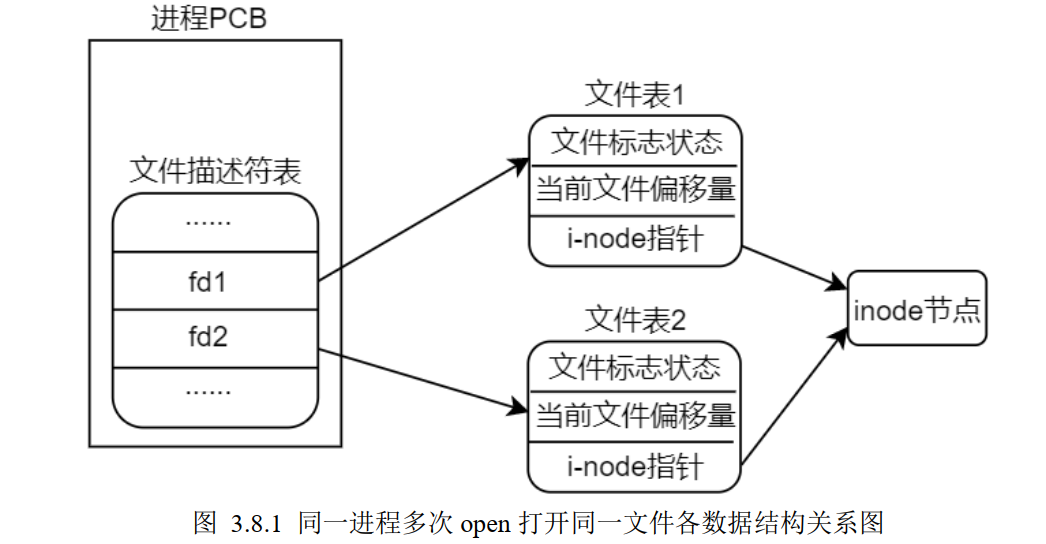 进程PCB
文件描述符表
……
fd1
fd2
……
文件表1
文件标志状态
当前文件偏移量
i-node指针
文件表2
文件标志状态
当前文件偏移量
i-node指针
inode节点
图 3.8.1 同一进程多次 open 打开同一文件各数据结构关系图